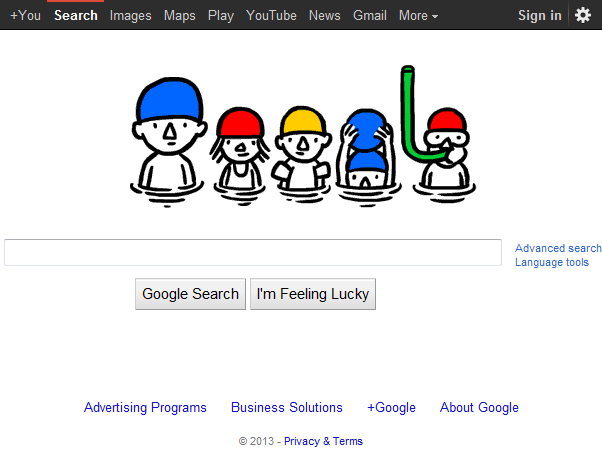 +You Search Images Maps Play YouTube News Gmail More Sign in
Advanced search
Language tools
Google Search I'm Feeling Lucky
Advertising Programs Business Solutions +Google About Google
© 2013 - Privacy & Terms